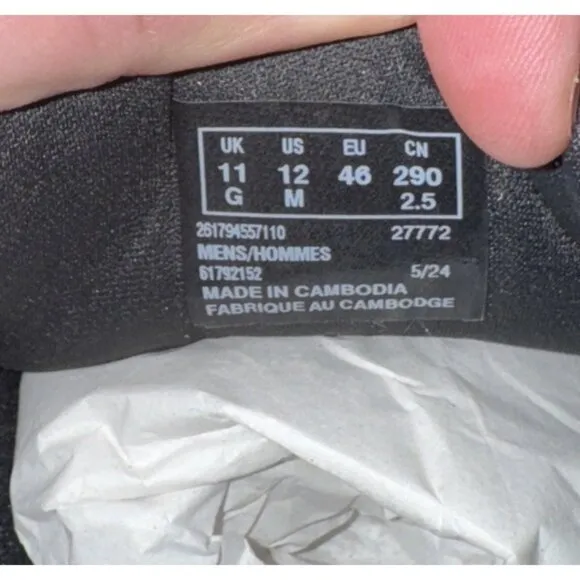 UK US EU CN
11 12 46 290
G M 2.5
261794557110 27772
MENS/HOMMES
61792152 5/24
MADE IN CAMBODIA
FABRIQUE AU CAMBODGE